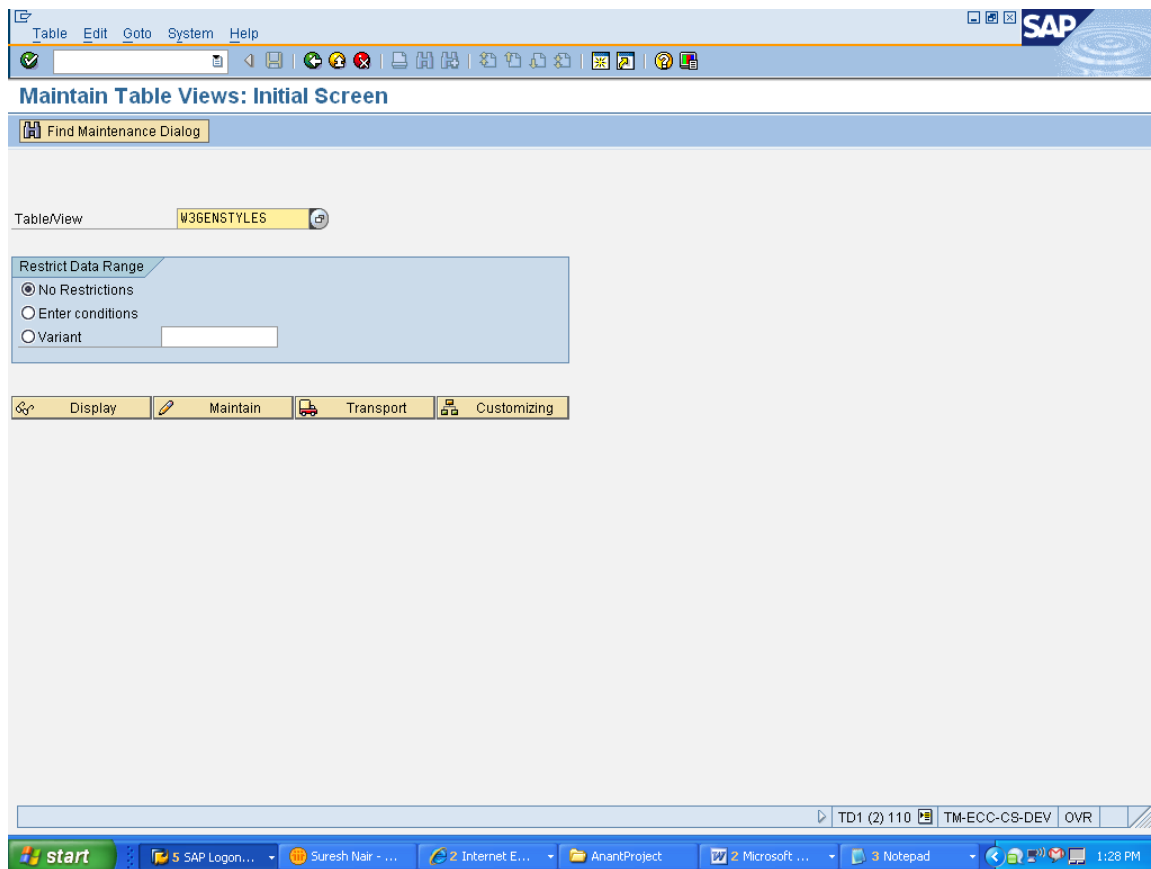 Table Edit Goto System Help
SAP
Maintain Table Views: Initial Screen
Find Maintenance Dialog
Table/View W3GENSTYLES
Restrict Data Range
No Restrictions
Enter conditions
Variant
Display Maintain Transport Customizing
TD1 (2) 110 TM-ECC-CS-DEV OVR
start 5 SAP Logon... Suresh Nair - ... 2 Internet E... AnantProject 2 Microsoft ... 3 Notepad 1:28 PM